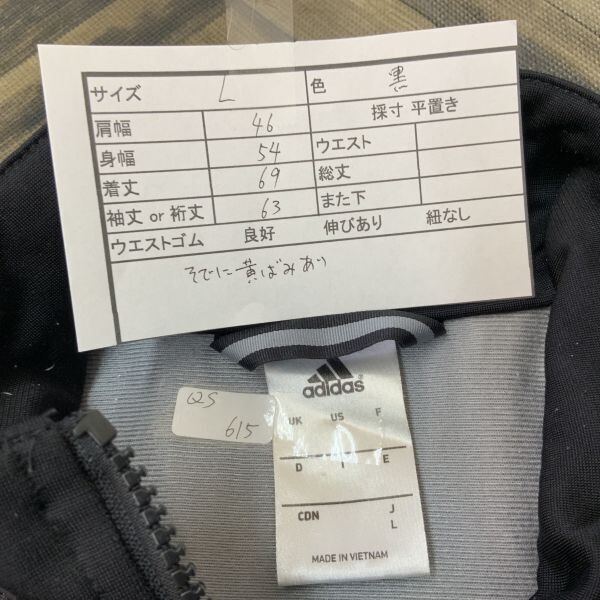 サイズ L 色 黒
肩幅 46 採寸 平置き
身幅 54 ウエスト
着丈 69 総丈
袖丈 or 裄丈 63 また下
ウエストゴム 良好 伸びあり 紐なし
そでに黄ばみあり
adidas
UK US F
D I E
CDN J
L
MADE IN VIETNAM
QS
615